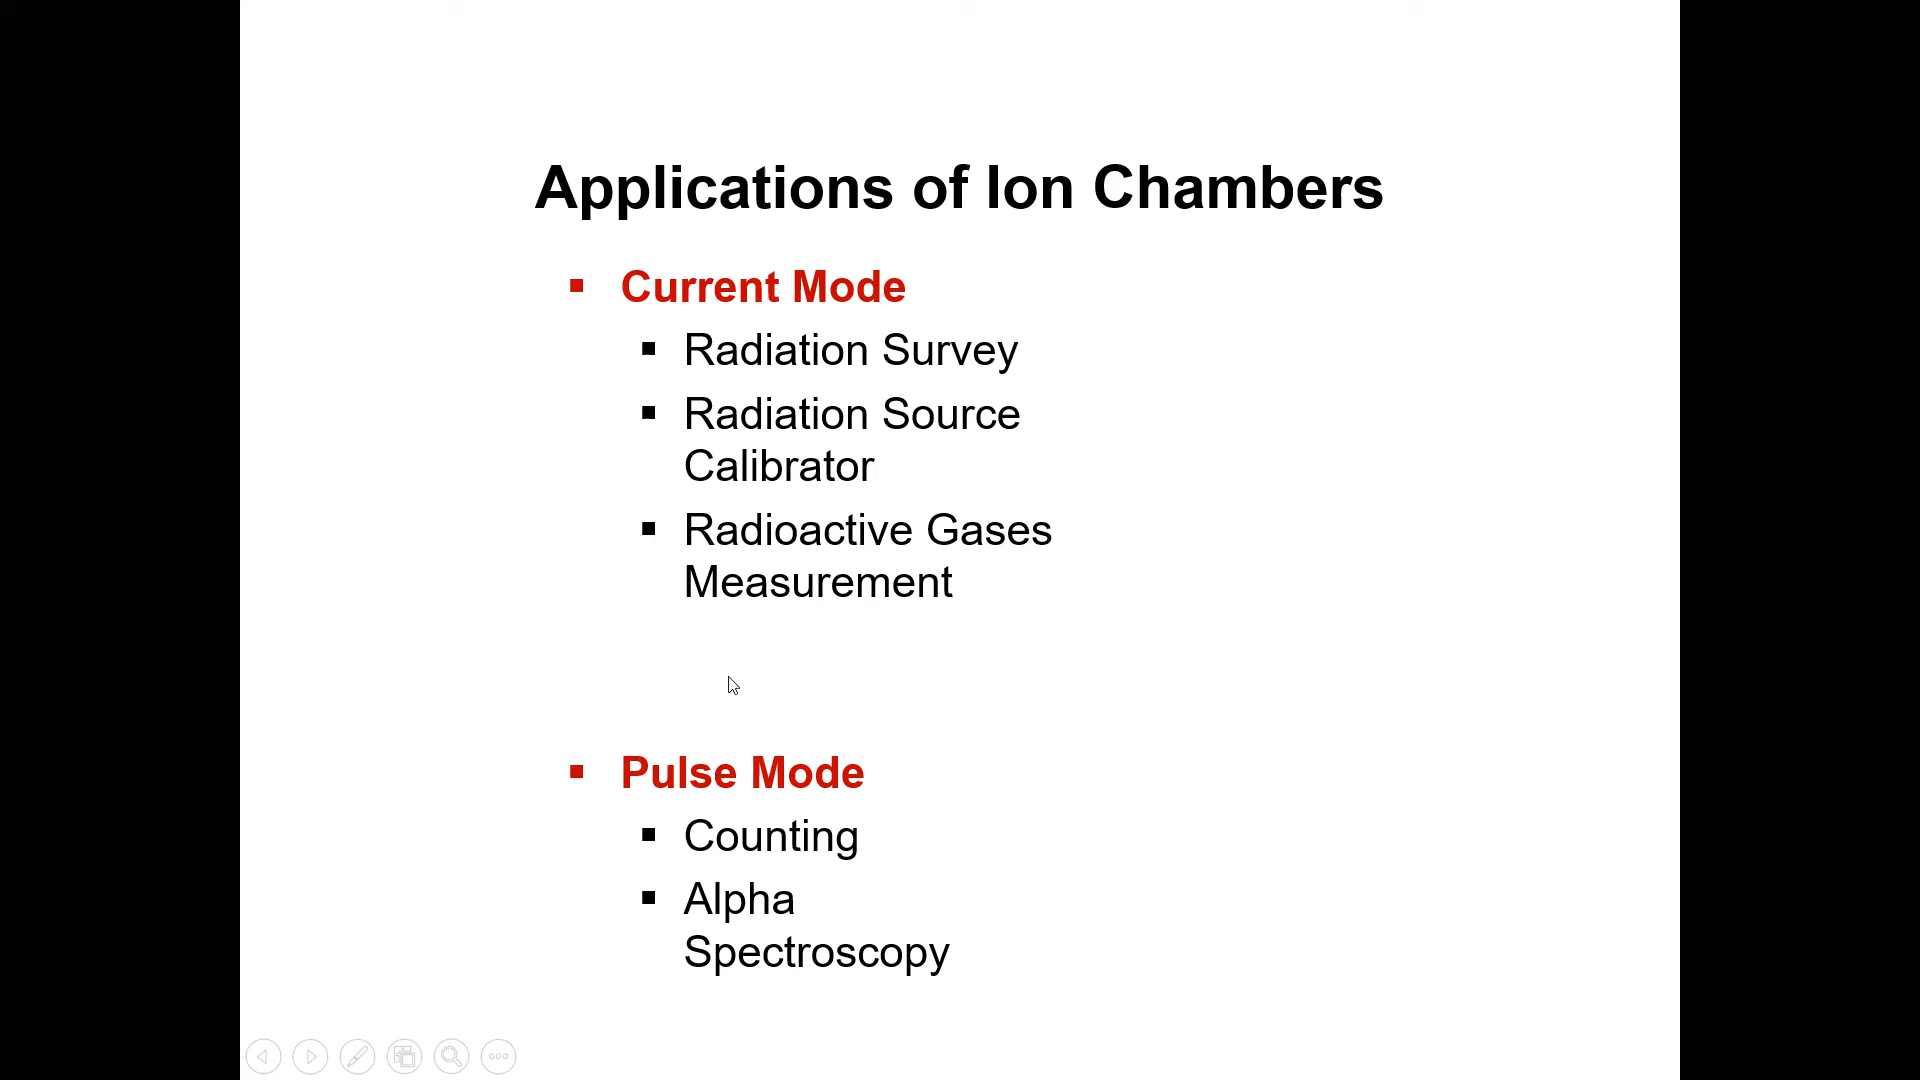 Applications of Ion Chambers
Current Mode
Radiation Survey
Radiation Source
Calibrator
Radioactive Gases
Measurement
Pulse Mode
Counting
Alpha
Spectroscopy